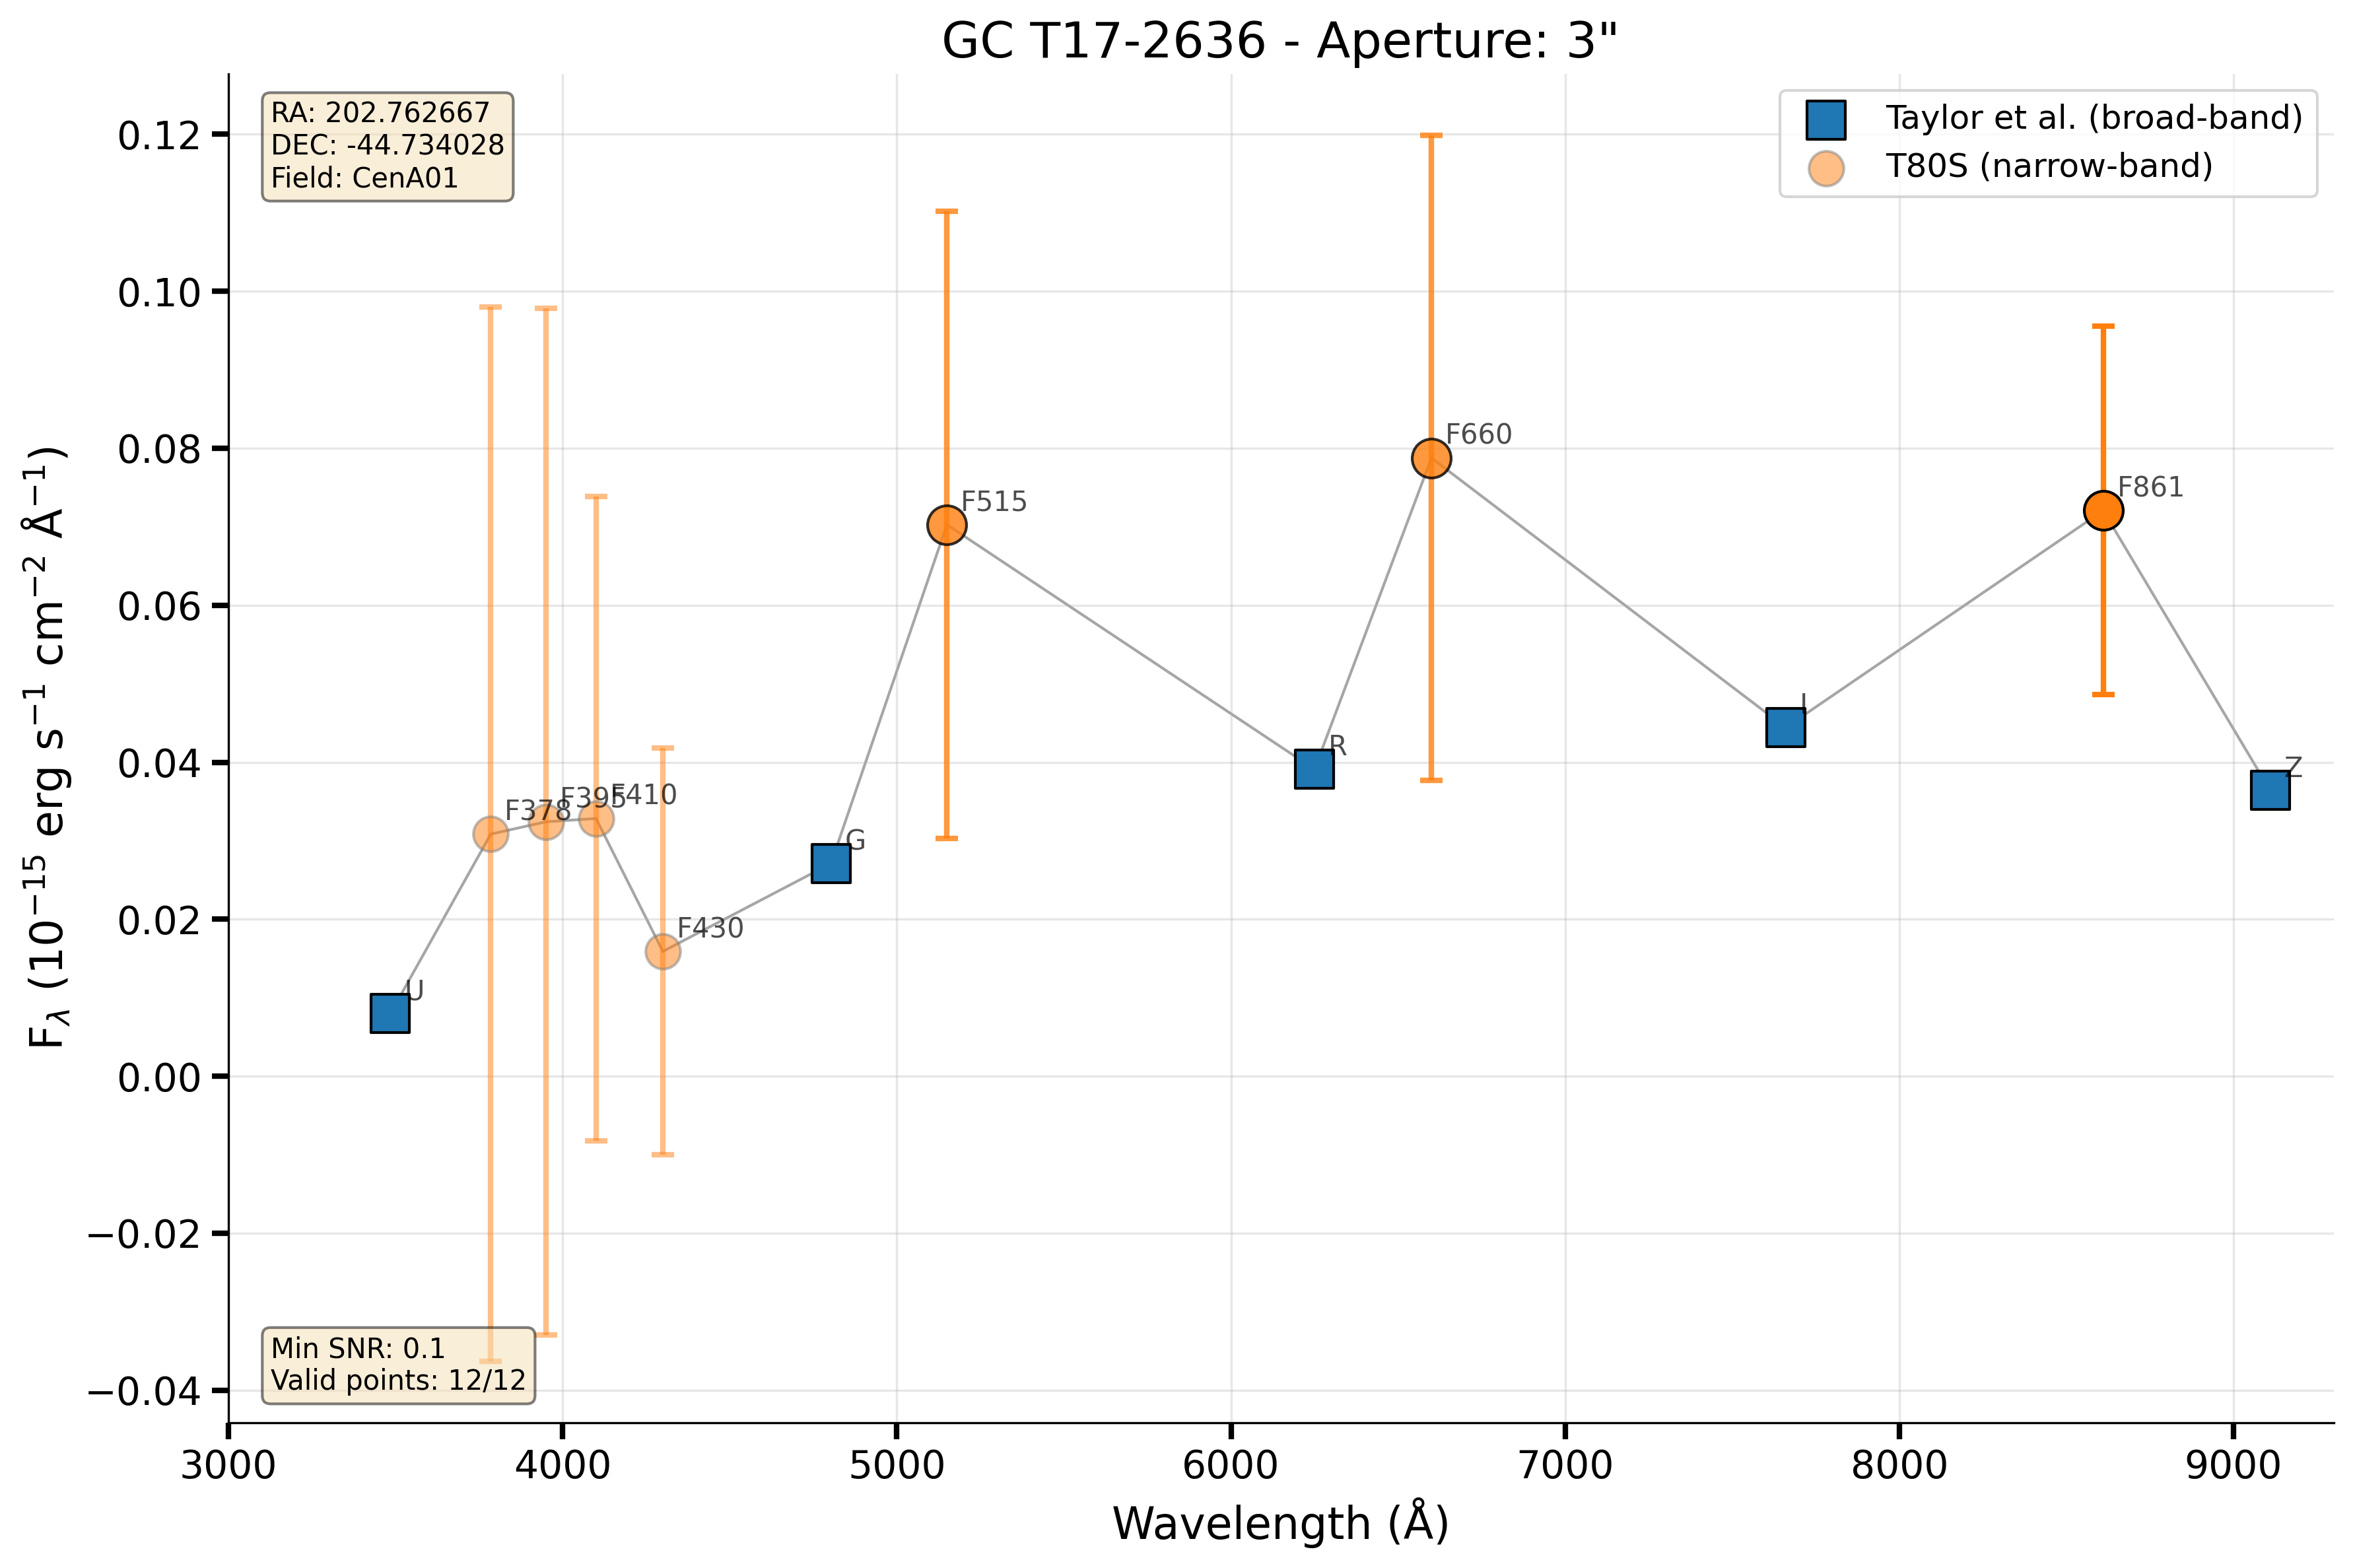 GC T17-2636 - Aperture: 3"
RA: 202.762667
DEC: -44.734028
Field: CenA01
Taylor et al. (broad-band)
T80S (narrow-band)
0.12
0.10
0.08
0.06
0.04
0.02
0.00
−0.02
−0.04
F_λ (10⁻¹⁵ erg s⁻¹ cm⁻² Å⁻¹)
U
F378
F395
F410
F430
G
F515
R
F660
I
F861
Z
Min SNR: 0.1
Valid points: 12/12
3000 4000 5000 6000 7000 8000 9000
Wavelength (Å)